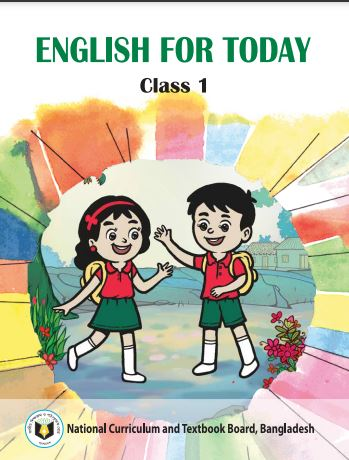 ENGLISH FOR TODAY
Class 1
National Curriculum and Textbook Board, Bangladesh